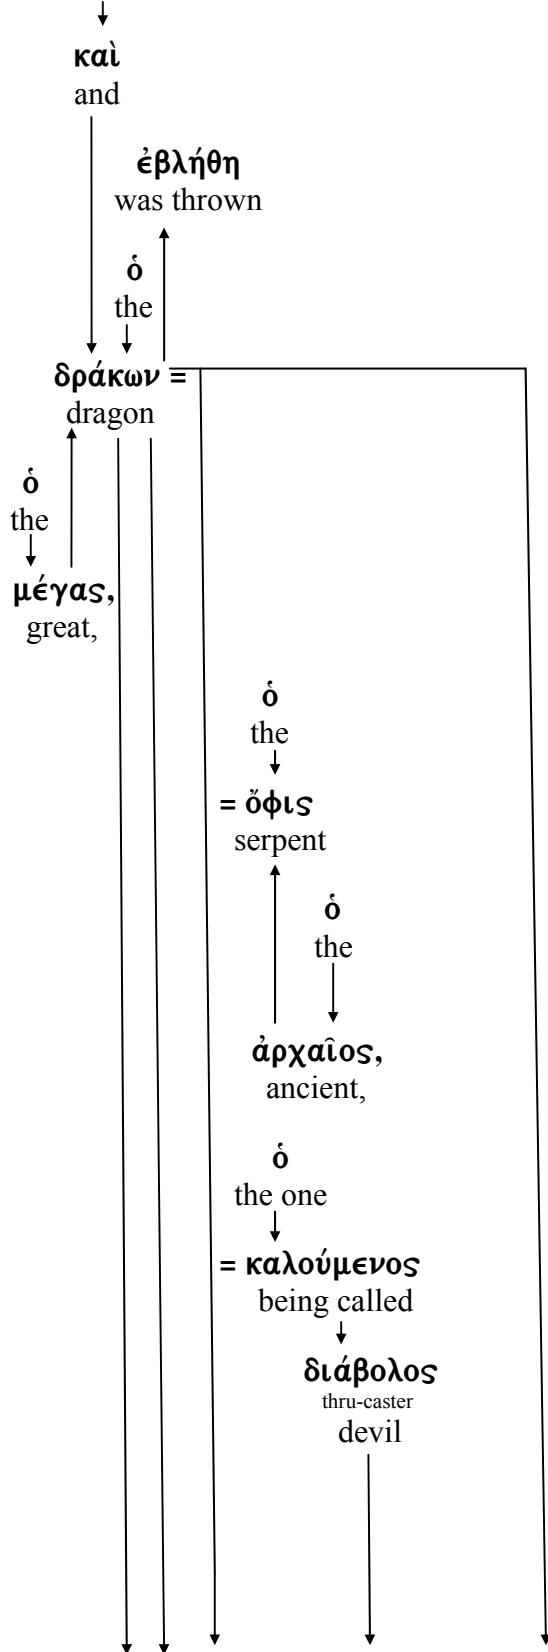 καὶ
and
ἐβλήθη
was thrown
ὁ
the
δράκων =
dragon
ὁ
the
μέγας,
great,
ὁ
the
= ὄφις
serpent
ὁ
the
ἀρχαῖος,
ancient,
ὁ
the one
= καλούμενος
being called
διάβολος
thru-caster
devil